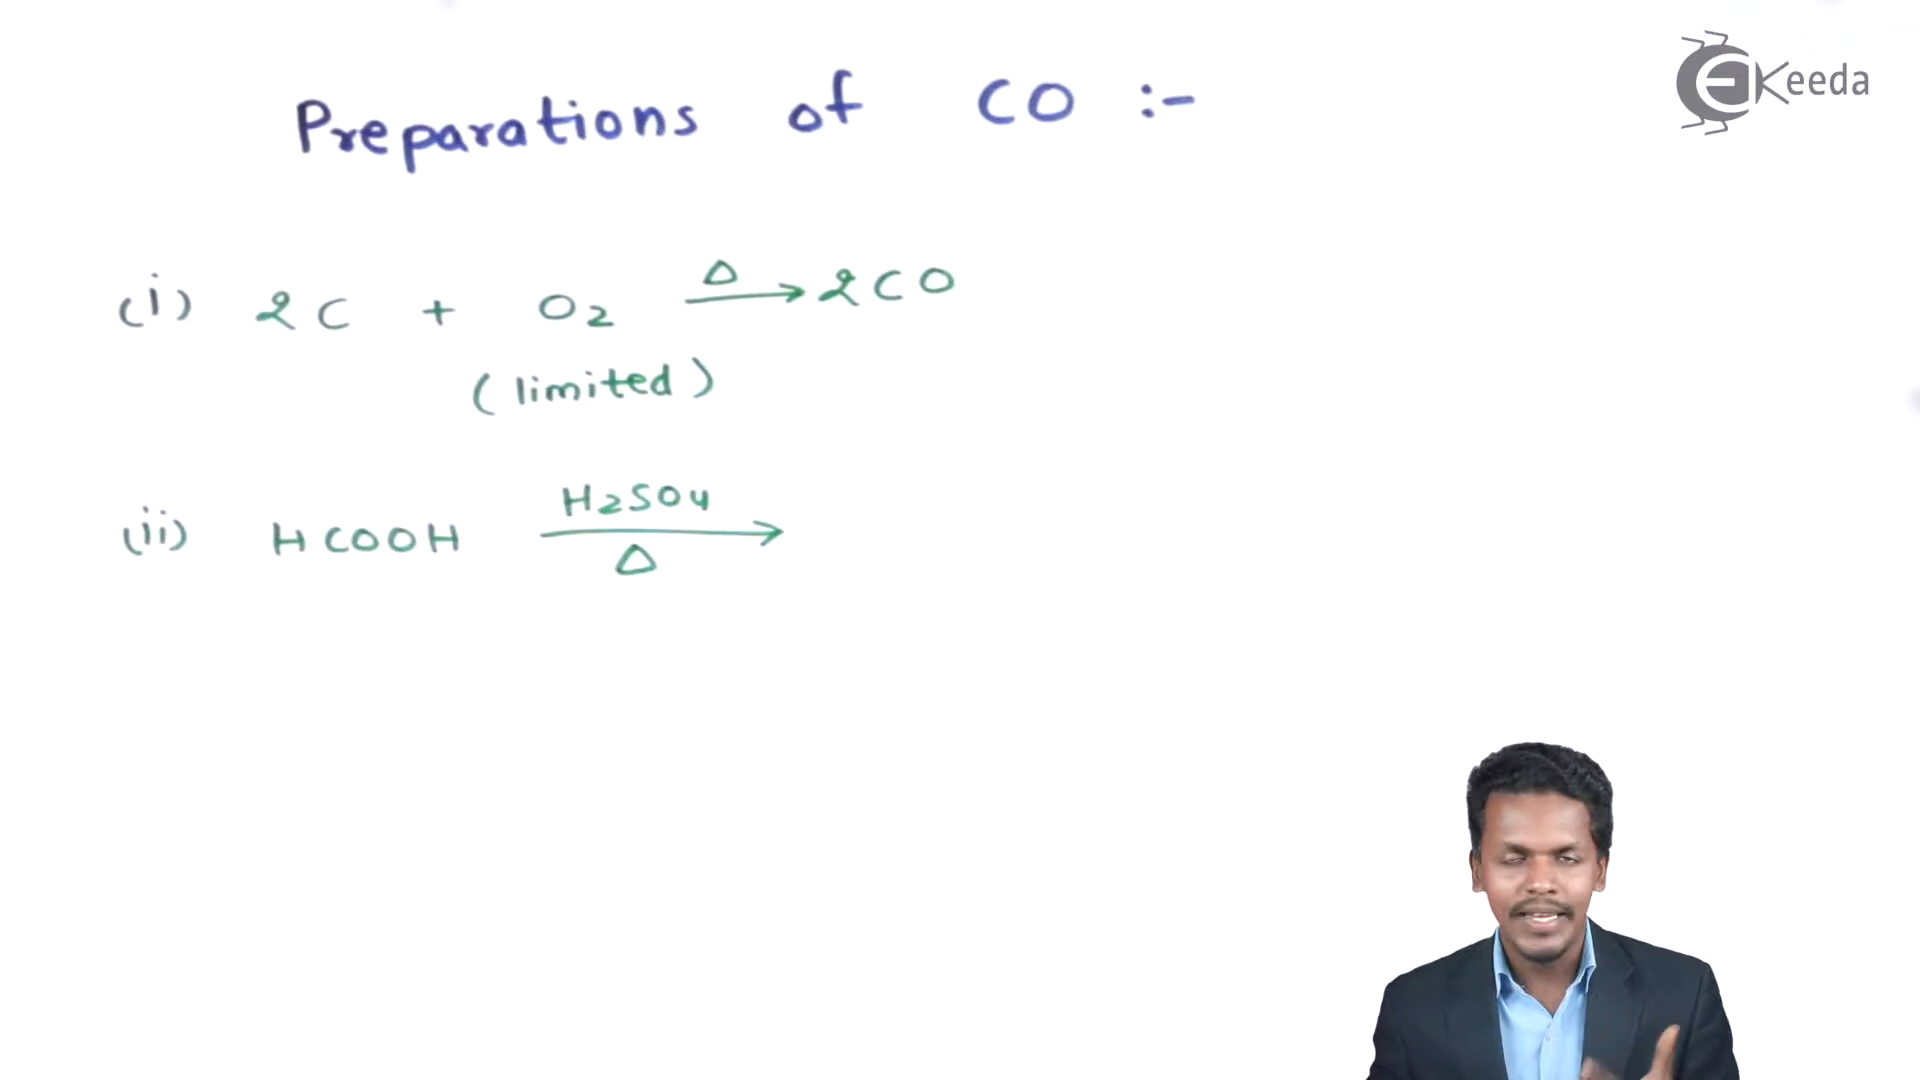 Preparations of CO :-
Keeda
(i) 2C + O2 Δ → 2CO
(limited)
(ii) HCOOH H2SO4 → Δ